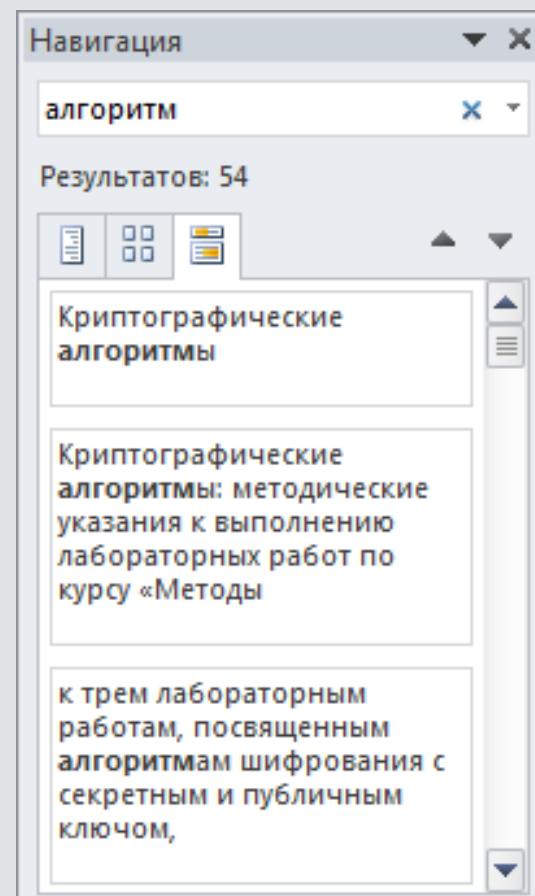 Навигация
алгоритм
Результатов: 54
Криптографические
алгоритмы
Криптографические
алгоритмы: методические
указания к выполнению
лабораторных работ по
курсу «Методы
к трем лабораторным
работам, посвященным
алгоритмам шифрования с
секретным и публичным
ключом,